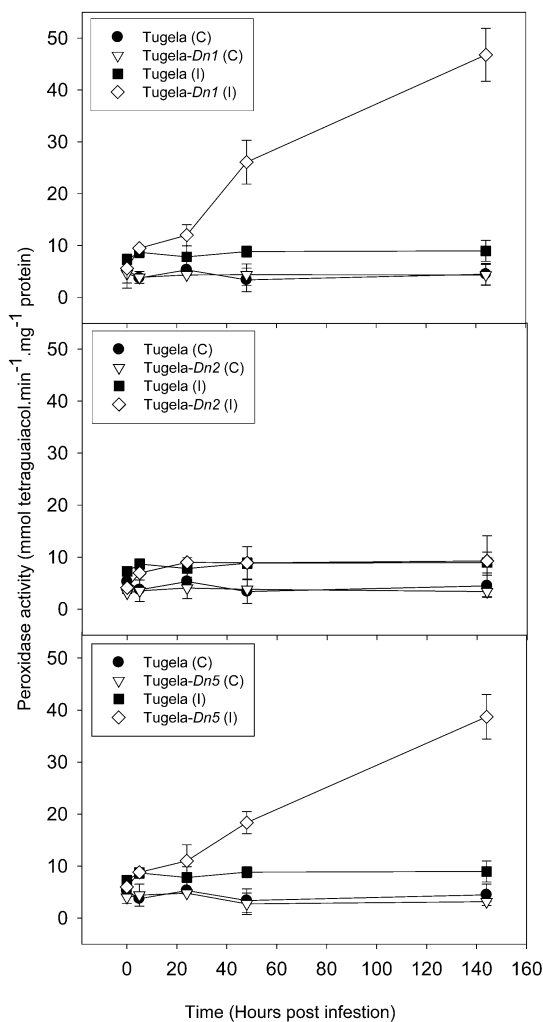 Peroxidase activity (mmol tetraguaiacol.min⁻¹.mg⁻¹ protein)
50
40
30
20
10
0
Tugela (C)
Tugela-Dn1 (C)
Tugela (I)
Tugela-Dn1 (I)
50
40
30
20
10
0
Tugela (C)
Tugela-Dn2 (C)
Tugela (I)
Tugela-Dn2 (I)
50
40
30
20
10
0
Tugela (C)
Tugela-Dn5 (C)
Tugela (I)
Tugela-Dn5 (I)
0 20 40 60 80 100 120 140 160
Time (Hours post infestion)